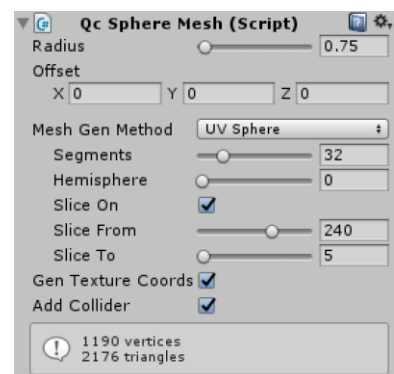 Qc Sphere Mesh (Script)
Radius 0.75
Offset
X 0 Y 0 Z 0
Mesh Gen Method UV Sphere
Segments 32
Hemisphere 0
Slice On
Slice From 240
Slice To 5
Gen Texture Coords
Add Collider
1190 vertices
2176 triangles